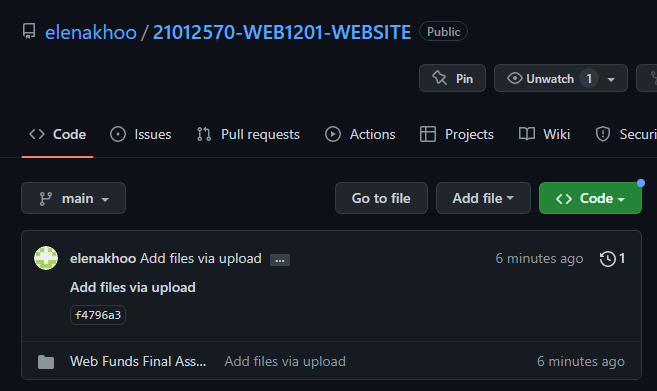 elenakhoo / 21012570-WEB1201-WEBSITE Public
Pin Unwatch 1
Code Issues Pull requests Actions Projects Wiki Securi
main Go to file Add file Code
elenakhoo Add files via upload ... 6 minutes ago 1
Add files via upload
f4796a3
Web Funds Final Ass... Add files via upload 6 minutes ago